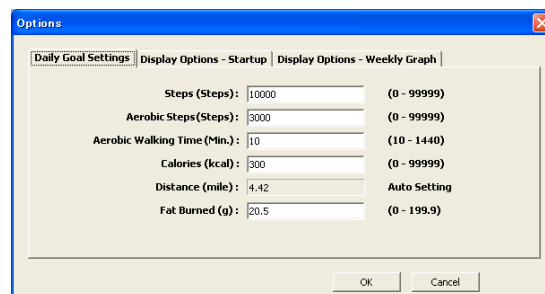 Options
Daily Goal Settings Display Options - Startup Display Options - Weekly Graph
Steps (Steps) : 10000 (0 - 99999)
Aerobic Steps(Steps) : 3000 (0 - 99999)
Aerobic Walking Time (Min.) : 10 (10 - 1440)
Calories (kcal) : 300 (0 - 99999)
Distance (mile) : 4.42 Auto Setting
Fat Burned (g) : 20.5 (0 - 199.9)
OK Cancel